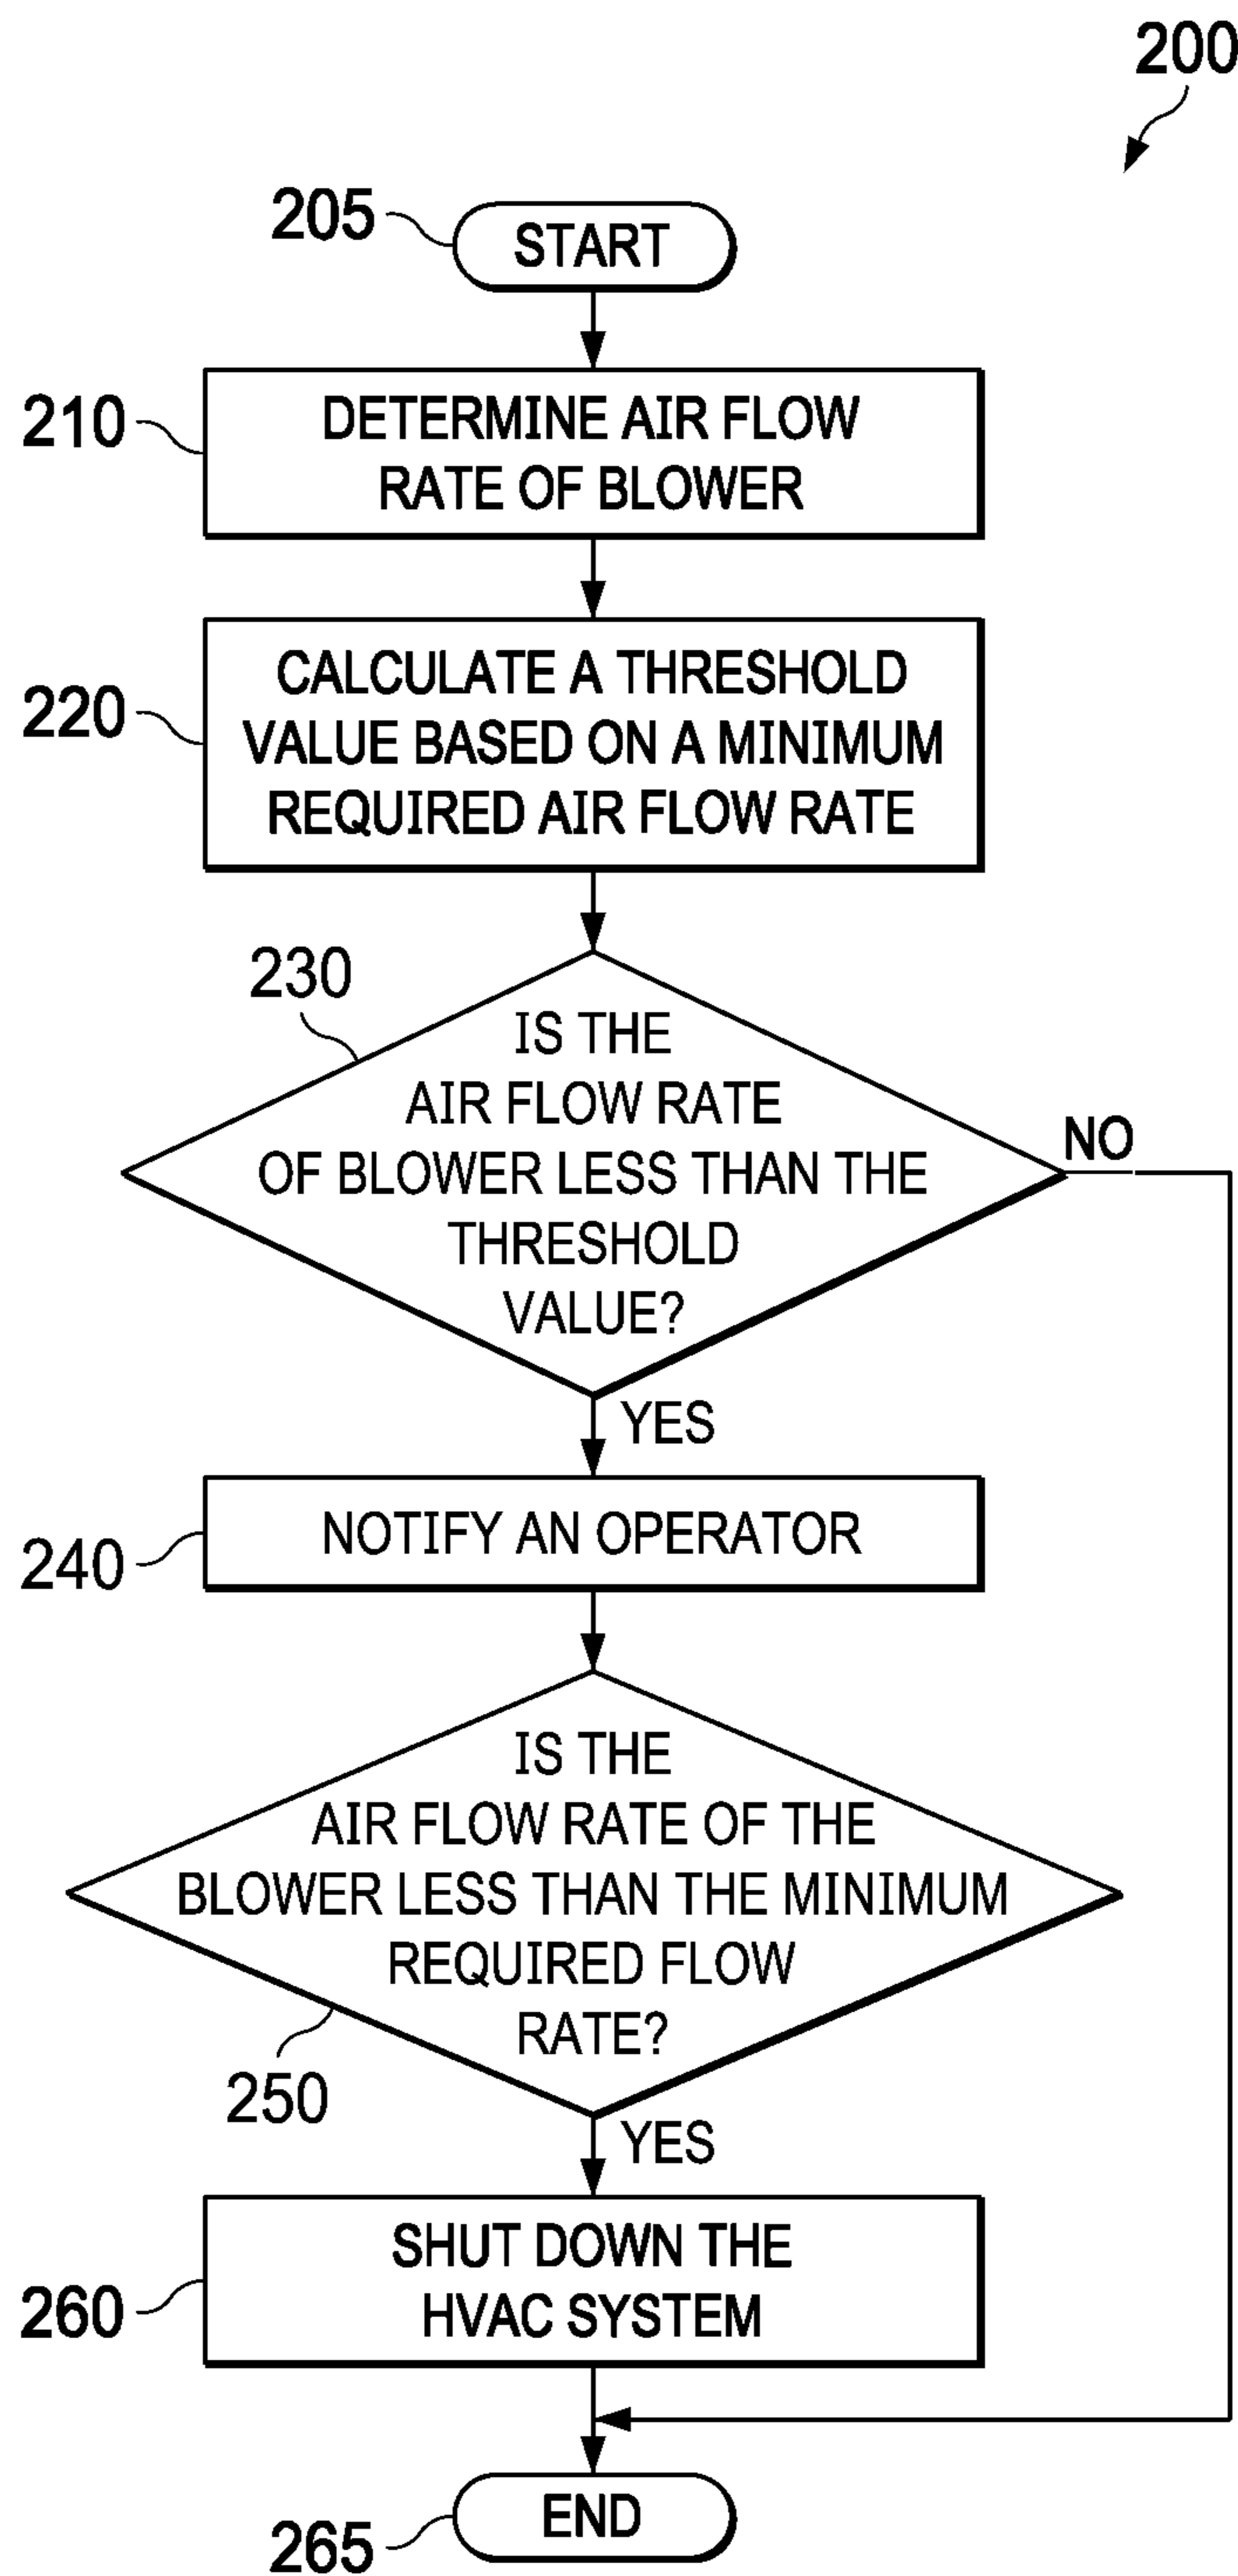 200
205
START
210
DETERMINE AIR FLOW
RATE OF BLOWER
220
CALCULATE A THRESHOLD
VALUE BASED ON A MINIMUM
REQUIRED AIR FLOW RATE
230
IS THE
AIR FLOW RATE
OF BLOWER LESS THAN THE
THRESHOLD
VALUE?
NO
YES
240
NOTIFY AN OPERATOR
IS THE
AIR FLOW RATE OF THE
BLOWER LESS THAN THE MINIMUM
REQUIRED FLOW
RATE?
250
YES
260
SHUT DOWN THE
HVAC SYSTEM
265
END